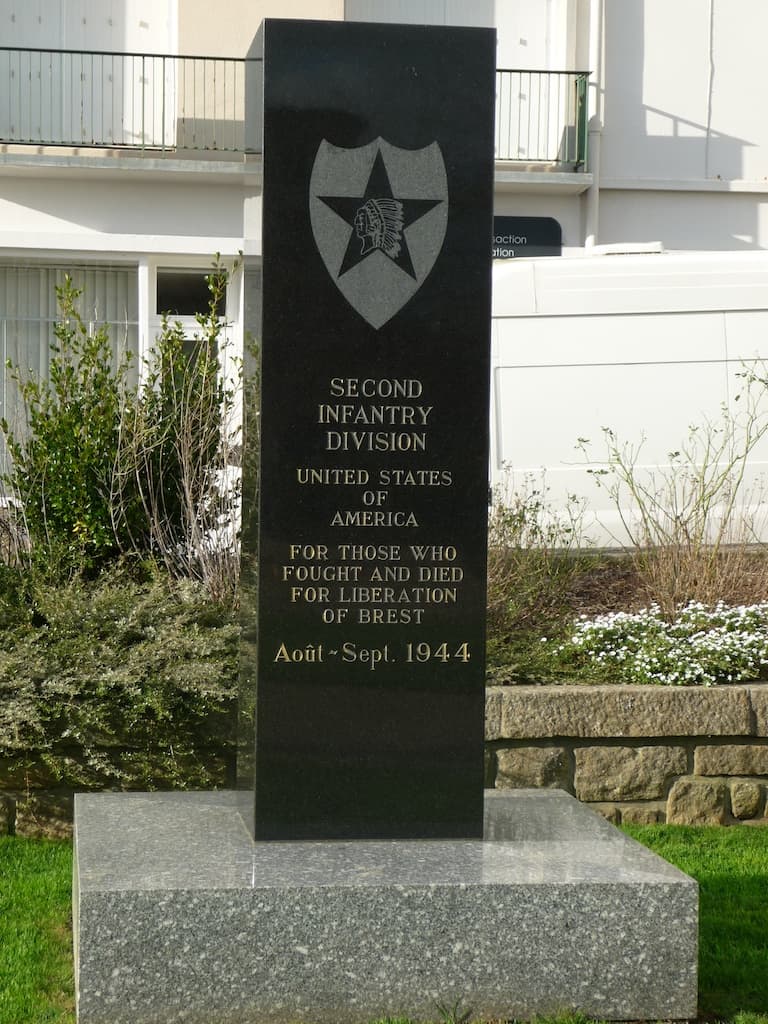 SECOND
INFANTRY
DIVISION
UNITED STATES
OF
AMERICA
FOR THOSE WHO
FOUGHT AND DIED
FOR LIBERATION
OF BREST
Août ~ Sept. 1944